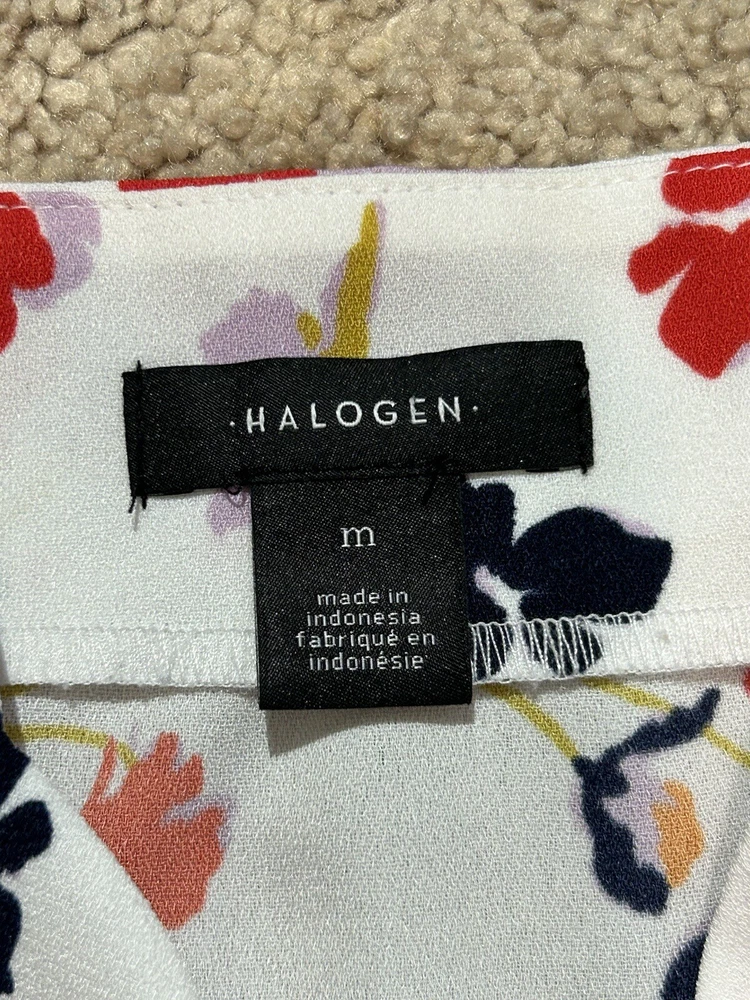 ·HALOGEN·
m
made in
indonesia
fabriqué en
indonésie